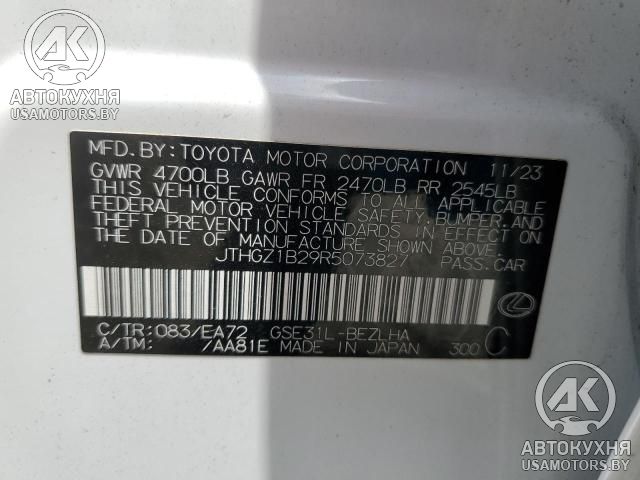 АК
АВТОКУХНЯ
USAMOTORS.BY
MFD.BY:TOYOTA MOTOR CORPORATION 11/23
GVWR 4700LB GAWR FR 2470LB RR 2545LB
THIS VEHICLE CONFORMS TO ALL APPLICABLE
FEDERAL MOTOR VEHICLE SAFETY, BUMPER, AND
THEFT PREVENTION STANDARDS IN EFFECT ON
THE DATE OF MANUFACTURE SHOWN ABOVE.
JTHGZ1B29R5073827 PASS.CAR
C/TR:083/EA72 GSE31L-BEZLHA
A/TM: /AA81E MADE IN JAPAN 300 C
АК
АВТОКУХНЯ
USAMOTORS.BY